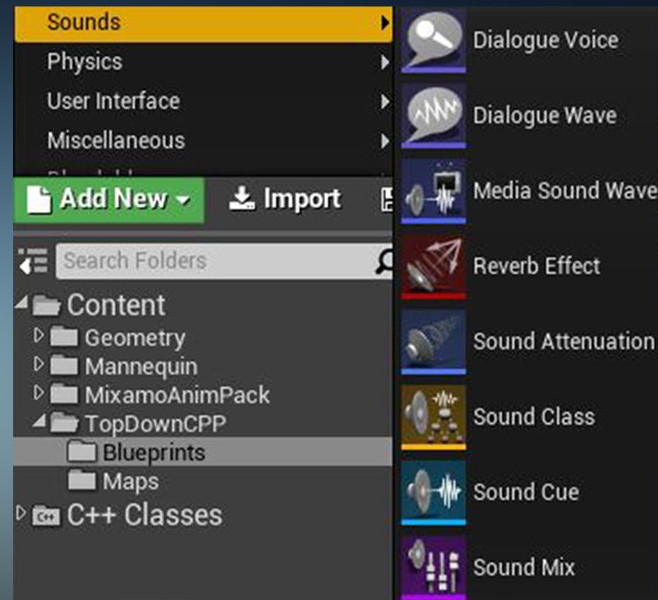 Sounds
Physics
User Interface
Miscellaneous
Add New
Import
Search Folders
Content
Geometry
Mannequin
MixamoAnimPack
TopDownCPP
Blueprints
Maps
C++ Classes
Dialogue Voice
Dialogue Wave
Media Sound Wave
Reverb Effect
Sound Attenuation
Sound Class
Sound Cue
Sound Mix